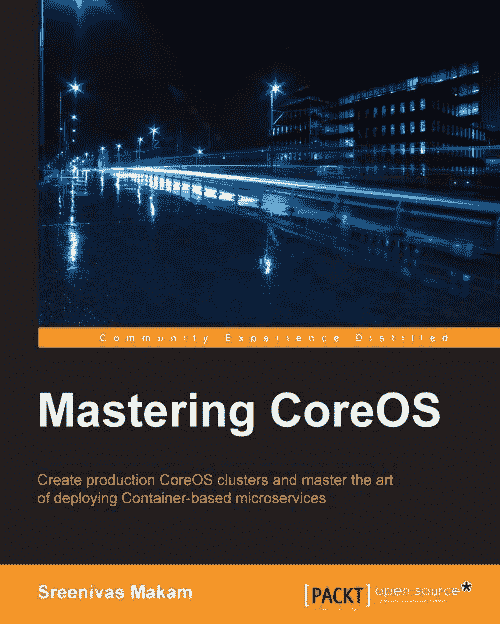 Community Experience Distilled
Mastering CoreOS
Create production CoreOS clusters and master the art
of deploying Container-based microservices
Sreenivas Makam
[PACKT] open source*